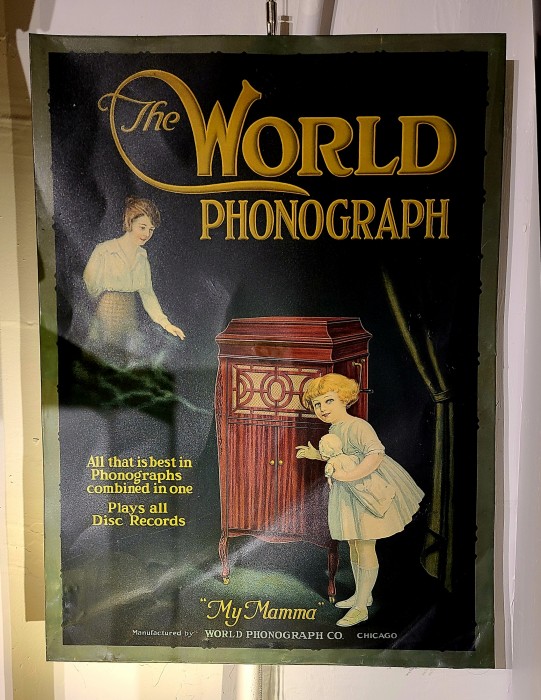 The WORLD
PHONOGRAPH
All that is best in
Phonographs
combined in one
Plays all
Disc Records
"My Mamma"
Manufactured by WORLD PHONOGRAPH CO. CHICAGO